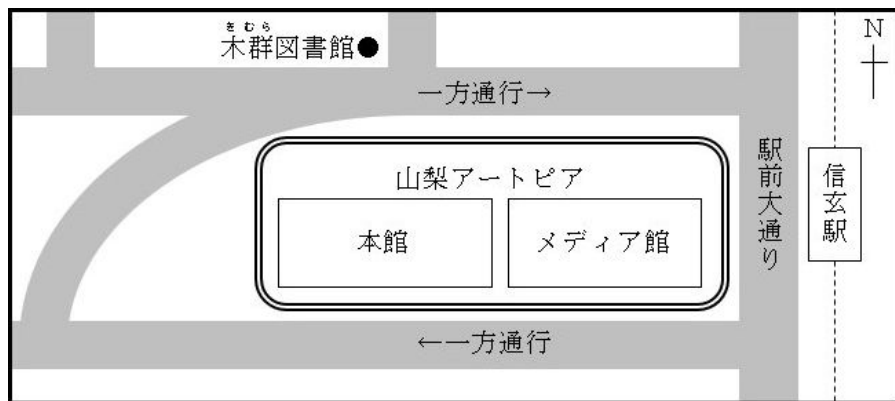 きむら
木群図書館●
N
一方通行→
山梨アートピア
本館
メディア館
駅前大通り
信玄駅
←一方通行